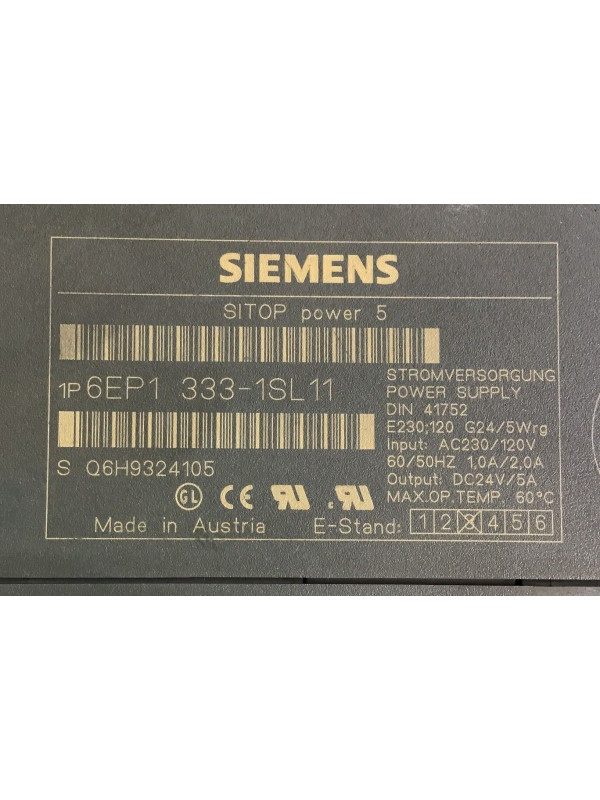 SIEMENS
SITOP power 5
1P 6EP1 333-1SL11
STROMVERSORGUNG
POWER SUPPLY
DIN 41752
E230;120 G24/5Wrg
Input: AC230/120V
60/50HZ 1,0A/2,0A
Output: DC24V/5A
MAX.OP.TEMP. 60°C
S Q6H9324105
GL CE UR UR
Made in Austria
E-Stand: 1 2 3 4 5 6